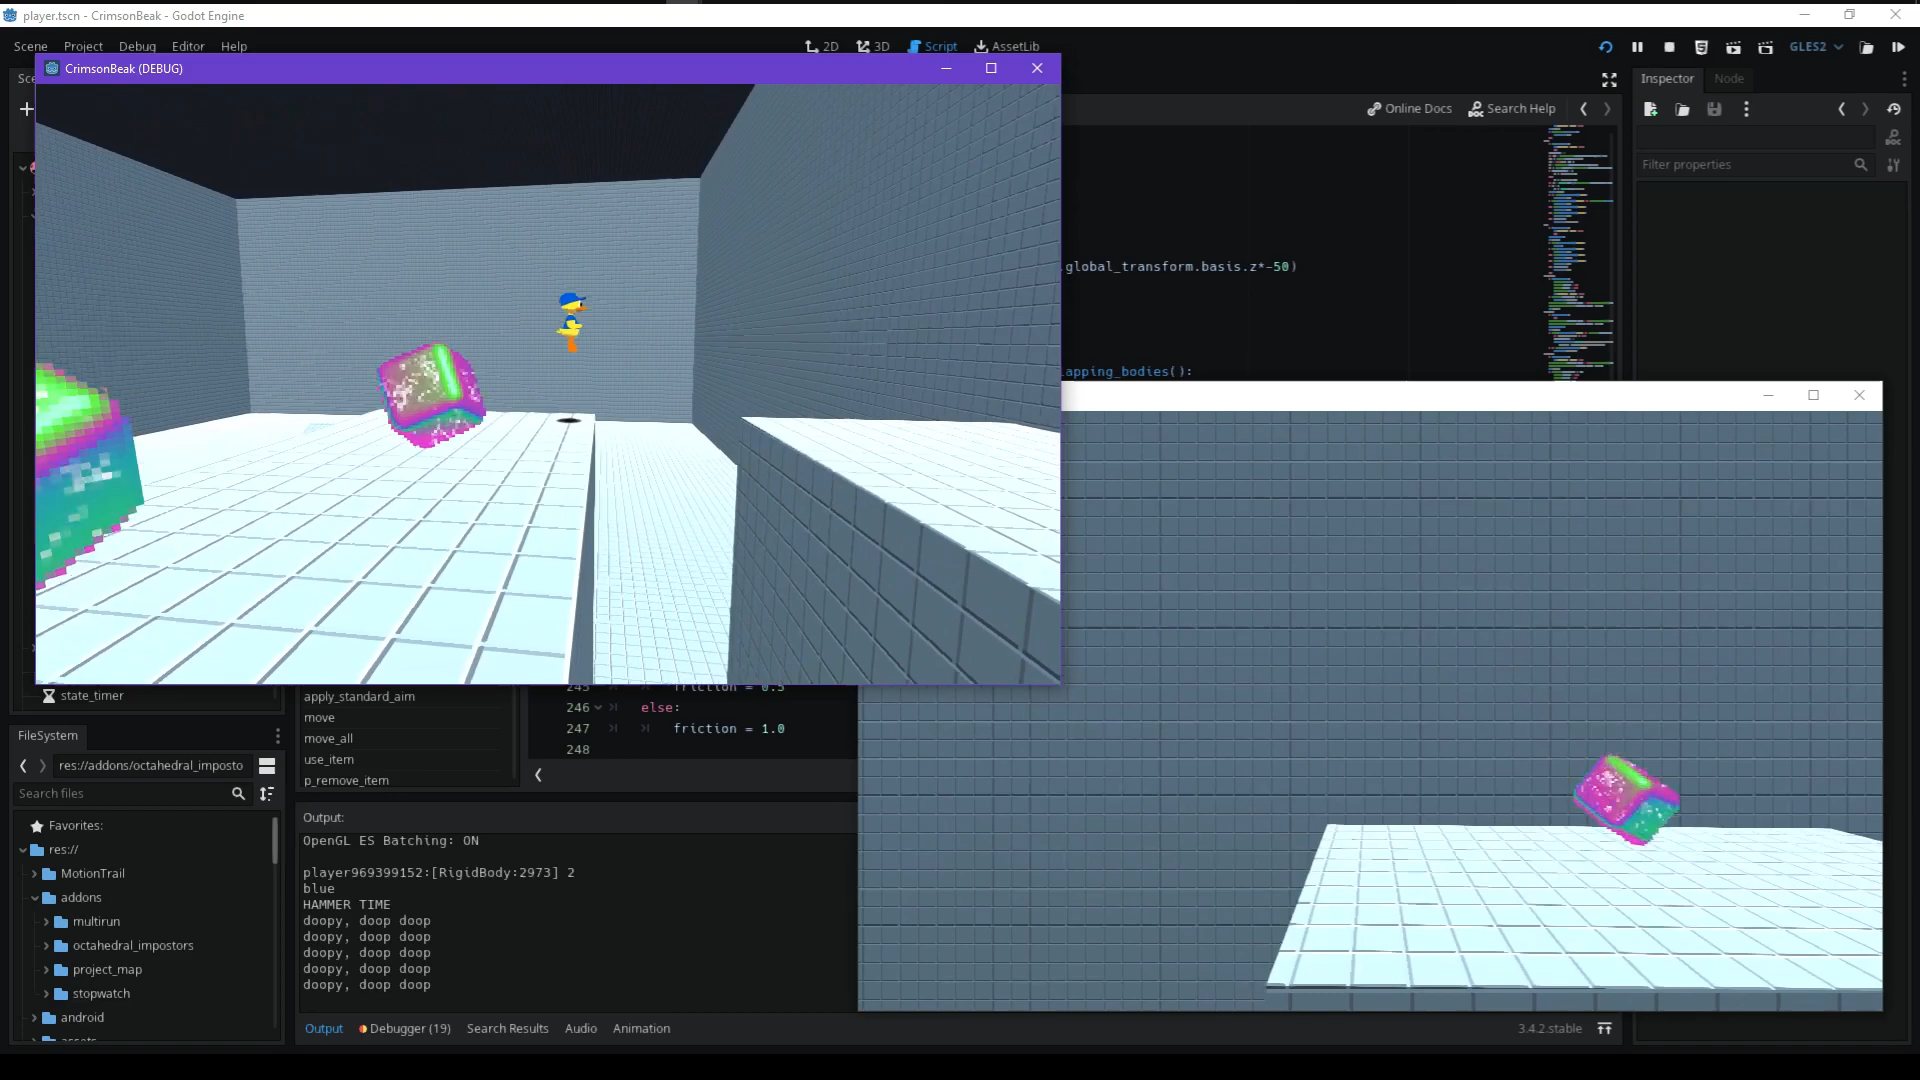 player.tscn - CrimsonBeak - Godot Engine
Scene Project Debug Editor Help
2D 3D Script AssetLib
GLES2
CrimsonBeak (DEBUG)
Inspector Node
Online Docs Search Help
Filter properties
global_transform.basis.z*-50)
apping_bodies():
state_timer
apply_standard_aim
move
move_all
use_item
p_remove_item
245 friction = 0.5
246 else:
247 friction = 1.0
248
FileSystem
res://addons/octahedral_imposto
Search files
Favorites:
res://
MotionTrail
addons
multirun
octahedral_impostors
project_map
stopwatch
android
assets
Output:
OpenGL ES Batching: ON
player969399152:[RigidBody:2973] 2
blue
HAMMER TIME
doopy, doop doop
doopy, doop doop
doopy, doop doop
doopy, doop doop
doopy, doop doop
Output Debugger (19) Search Results Audio Animation
3.4.2.stable